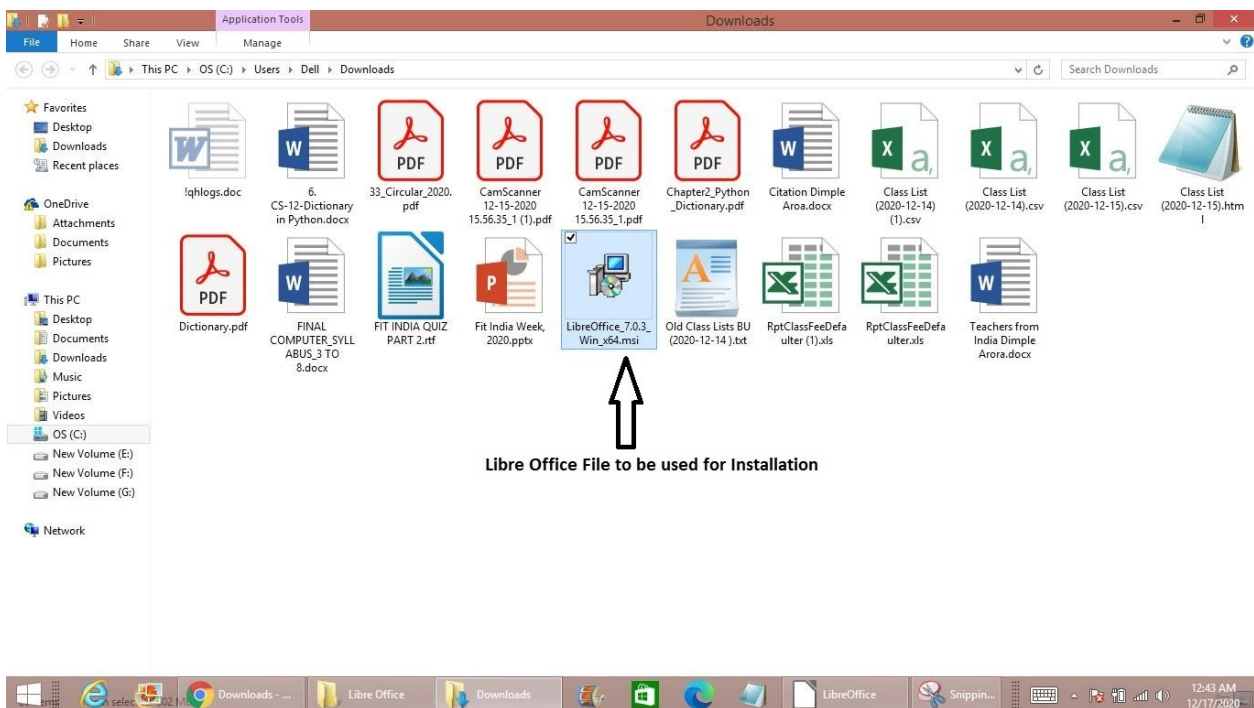 Application Tools
Downloads
File
Home
Share
View
Manage
This PC
OS (C:)
Users
Dell
Downloads
Search Downloads
Favorites
Desktop
Downloads
Recent places
OneDrive
Attachments
Documents
Pictures
This PC
Desktop
Documents
Downloads
Music
Pictures
Videos
OS (C:)
New Volume (E:)
New Volume (F:)
New Volume (G:)
Network
W
!qhlogs.doc
W
6.
CS-12-Dictionary
in Python.docx
PDF
33_Circular_2020.
pdf
PDF
CamScanner
12-15-2020
15.56.35_1 (1).pdf
PDF
CamScanner
12-15-2020
15.56.35_1.pdf
PDF
Chapter2_Python
_Dictionary.pdf
W
Citation Dimple
Aroa.docx
X a,
Class List
(2020-12-14)
(1).csv
X a,
Class List
(2020-12-14).csv
X a,
Class List
(2020-12-15).csv
Class List
(2020-12-15).htm
l
PDF
Dictionary.pdf
W
FINAL
COMPUTER_SYLL
ABUS_3 TO
8.docx
FIT INDIA QUIZ
PART 2.rtf
P
Fit India Week,
2020.pptx
LibreOffice_7.0.3_
Win_x64.msi
A
Old Class Lists BU
(2020-12-14 ).txt
X
RptClassFeeDefa
ulter (1).xls
X
RptClassFeeDefa
ulter.xls
W
Teachers from
India Dimple
Arora.docx
Libre Office File to be used for Installation
Downloads - ...
Libre Office
Downloads
LibreOffice
Snippin...
12:43 AM
12/17/2020